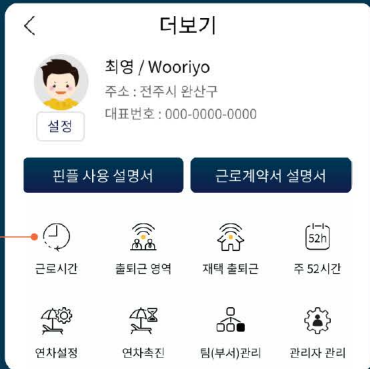 더보기
최영 / Wooriyo
주소 : 전주시 완산구
대표번호 : 000-0000-0000
설정
핀플 사용 설명서 근로계약서 설명서
52h
근로시간 출퇴근 영역 재택 출퇴근 주 52시간
연차설정 연차촉진 팀(부서)관리 관리자 관리